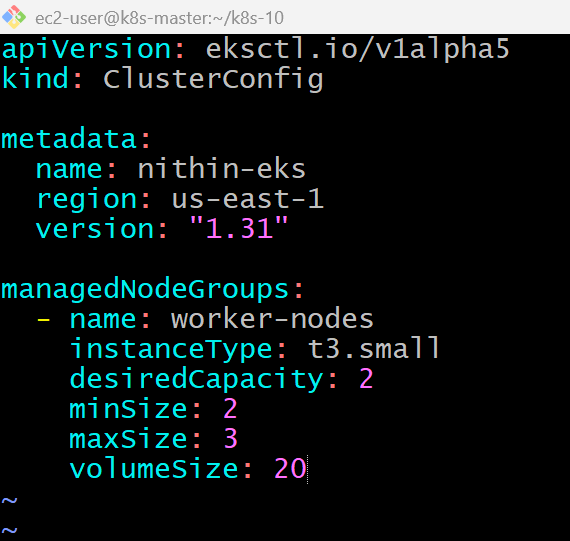 ec2-user@k8s-master:~/k8s-10
apiVersion: eksctl.io/v1alpha5
kind: ClusterConfig

metadata:
  name: nithin-eks
  region: us-east-1
  version: "1.31"

managedNodeGroups:
  - name: worker-nodes
    instanceType: t3.small
    desiredCapacity: 2
    minSize: 2
    maxSize: 3
    volumeSize: 20
~
~